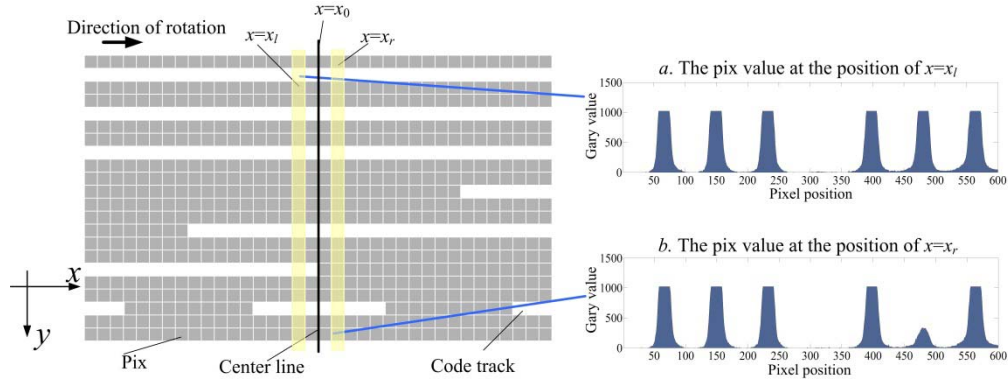 Direction of rotation
x=x0
x=xl
x=xr
x
y
Pix
Center line
Code track
a. The pix value at the position of x=xl
Gary value
1500
1000
500
0
50 100 150 200 250 300 350 400 450 500 550 600
Pixel position
b. The pix value at the position of x=xr
Gary value
1500
1000
500
0
50 100 150 200 250 300 350 400 450 500 550 600
Pixel position